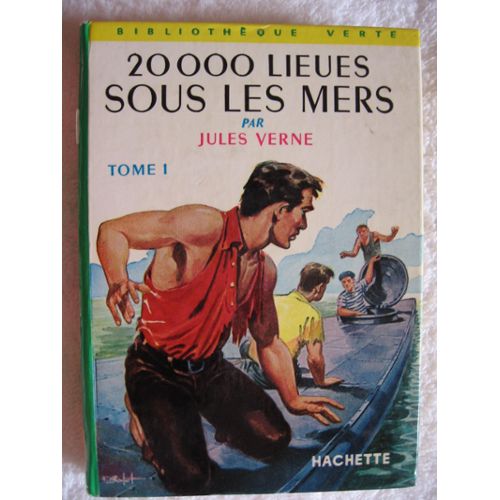 BIBLIOTHÈQUE VERTE
20 000 LIEUES
SOUS LES MERS
PAR
JULES VERNE
TOME I
HACHETTE